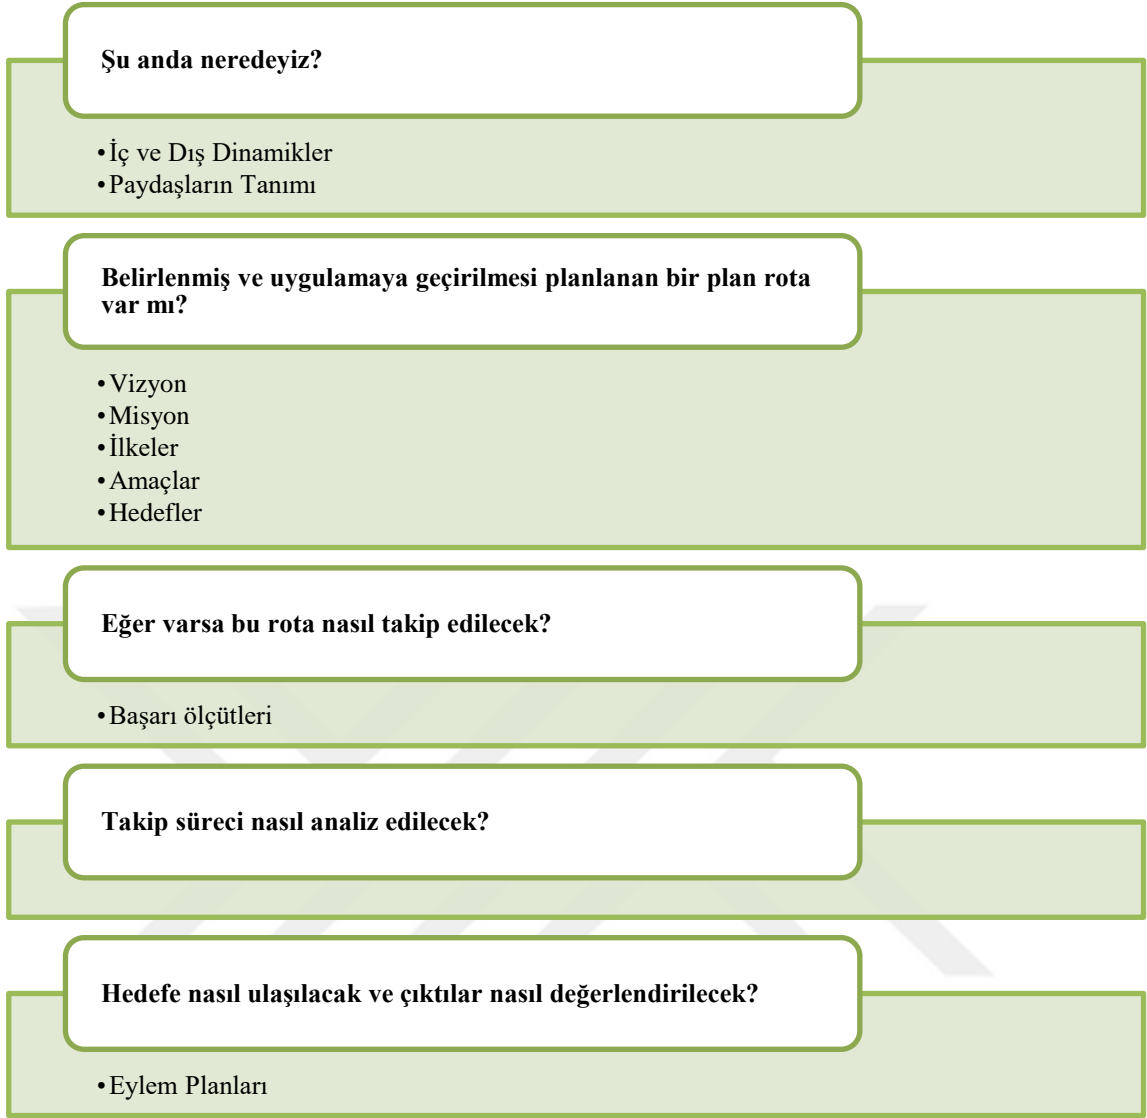 Şu anda neredeyiz?
•İç ve Dış Dinamikler
•Paydaşların Tanımı
Belirlenmiş ve uygulamaya geçirilmesi planlanan bir plan rota
var mı?
•Vizyon
•Misyon
•İlkeler
•Amaçlar
•Hedefler
Eğer varsa bu rota nasıl takip edilecek?
•Başarı ölçütleri
Takip süreci nasıl analiz edilecek?
Hedefe nasıl ulaşılacak ve çıktılar nasıl değerlendirilecek?
•Eylem Planları